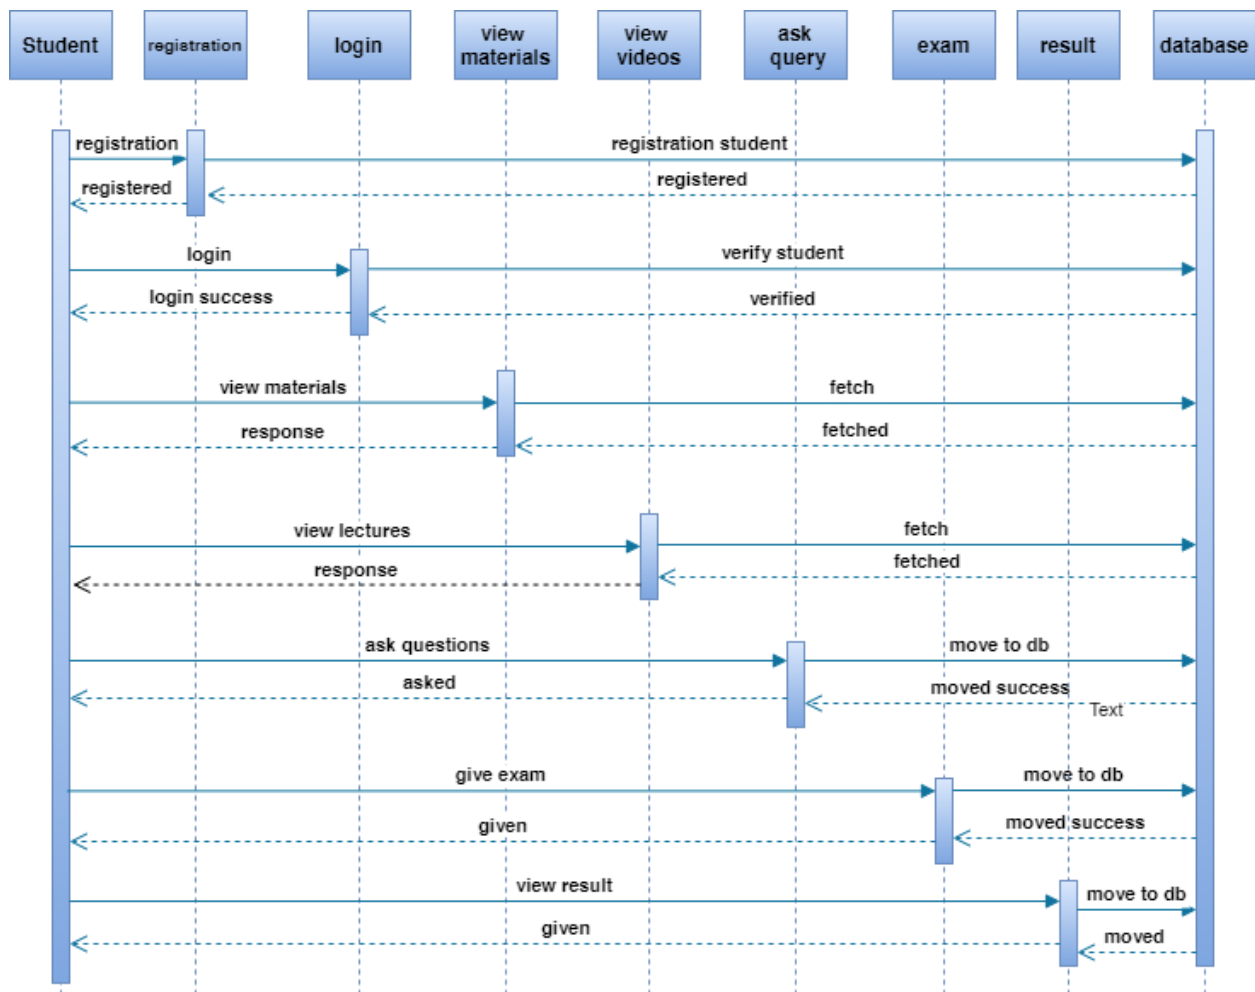 Student
registration
login
view
materials
view
videos
ask
query
exam
result
database
registration
registration student
registered
registered
login
verify student
login success
verified
view materials
fetch
response
fetched
view lectures
fetch
response
fetched
ask questions
move to db
asked
moved success
Text
give exam
move to db
given
moved success
view result
move to db
given
moved